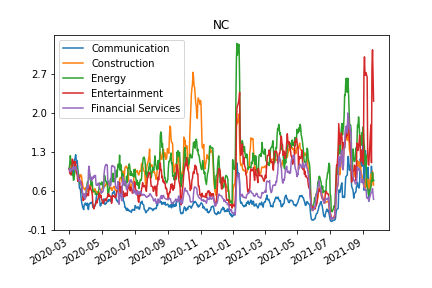 NC
Communication
Construction
Energy
Entertainment
Financial Services
2.7
2.0
1.3
0.6
-0.1
2020-03
2020-05
2020-07
2020-09
2020-11
2021-01
2021-03
2021-05
2021-07
2021-09